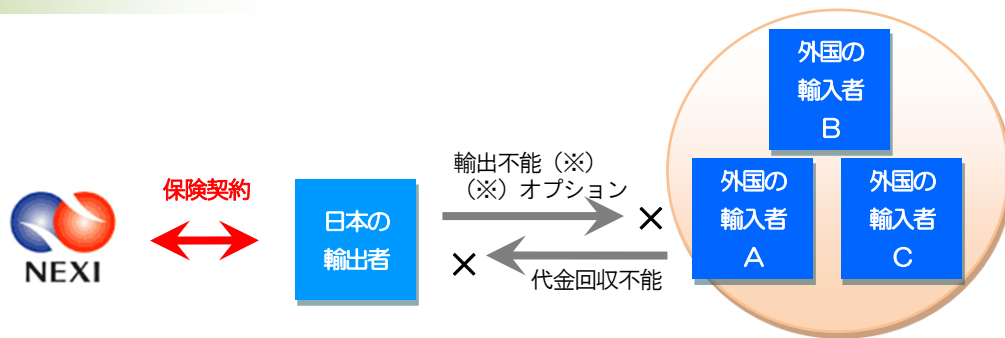 NEXI
保険契約
日本の
輸出者
輸出不能（※）
（※）オプション
×
×
代金回収不能
外国の
輸入者
B
外国の
輸入者
A
外国の
輸入者
C